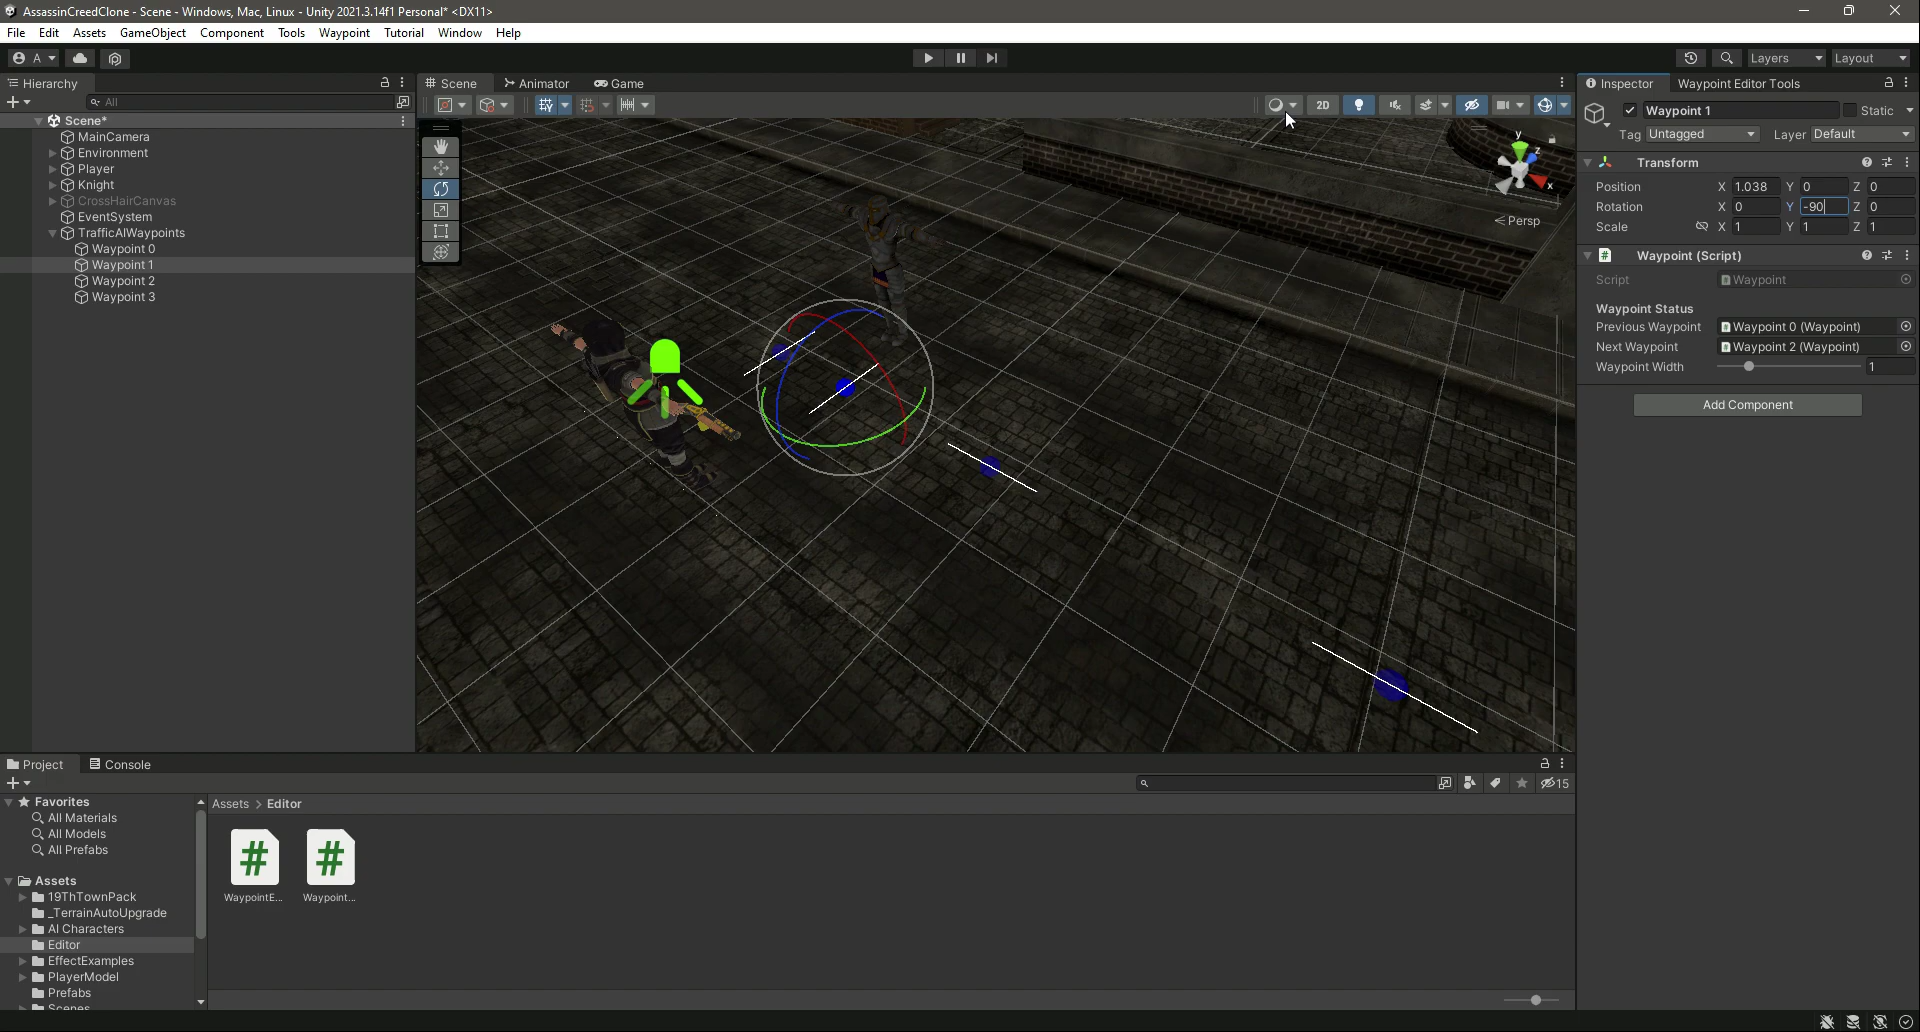 AssassinCreedClone - Scene - Windows, Mac, Linux - Unity 2021.3.14f1 Personal* <DX11>
File Edit Assets GameObject Component Tools Jobs Waypoint Tutorial Window Help
A
Layers Layout
Hierarchy
All
Scene*
MainCamera
Environment
Player
Knight
CrossHairCanvas
EventSystem
TrafficAIWaypoints
Waypoint 0
Waypoint 1
Waypoint 2
Waypoint 3
Scene Animator Game
2D
y
z
x
Persp
Inspector Waypoint Editor Tools
Waypoint 1 Static
Tag Untagged Layer Default
Transform
Position X 1.038 Y 0 Z 0
Rotation X 0 Y -90 Z 0
Scale X 1 Y 1 Z 1
# Waypoint (Script)
Script Waypoint
Waypoint Status
Previous Waypoint Waypoint 0 (Waypoint)
Next Waypoint Waypoint 2 (Waypoint)
Waypoint Width 1
Add Component
Project Console
15
Favorites
All Materials
All Models
All Prefabs
Assets
19ThTownPack
_TerrainAutoUpgrade
AI Characters
Editor
EffectExamples
PlayerModel
Prefabs
Scenes
Assets > Editor
# #
WaypointE... Waypoint...